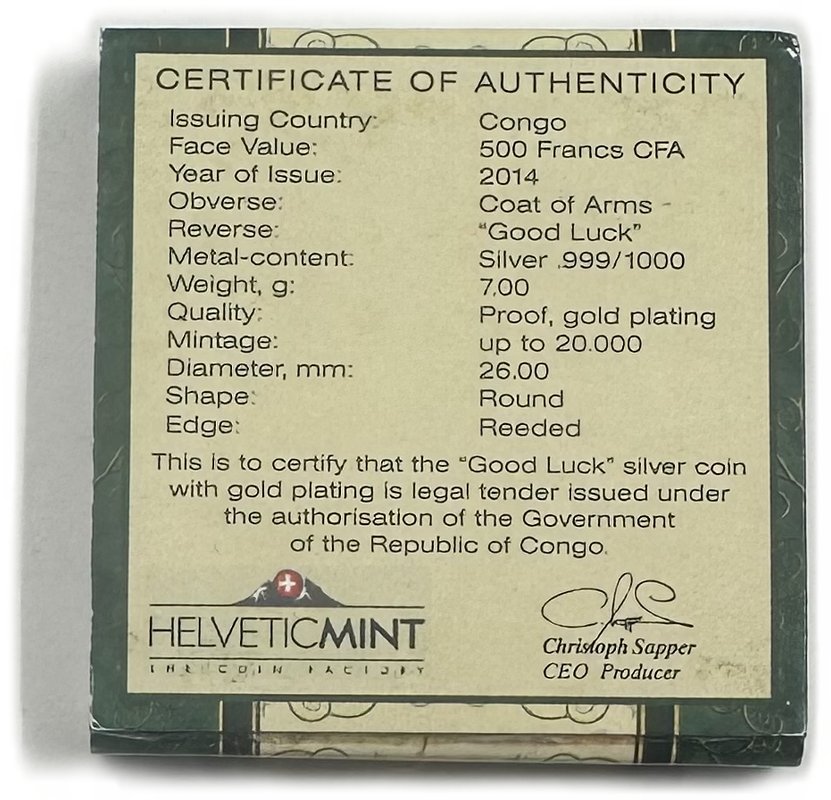 CERTIFICATE OF AUTHENTICITY
Issuing Country: Congo
Face Value: 500 Francs CFA
Year of Issue: 2014
Obverse: Coat of Arms
Reverse: "Good Luck"
Metal-content: Silver .999/1000
Weight, g: 7,00
Quality: Proof, gold plating
Mintage: up to 20.000
Diameter, mm: 26.00
Shape: Round
Edge: Reeded
This is to certify that the "Good Luck" silver coin
with gold plating is legal tender issued under
the authorisation of the Government
of the Republic of Congo.
HELVETICMINT
THE COIN FACTORY
Christoph Sapper
CEO Producer